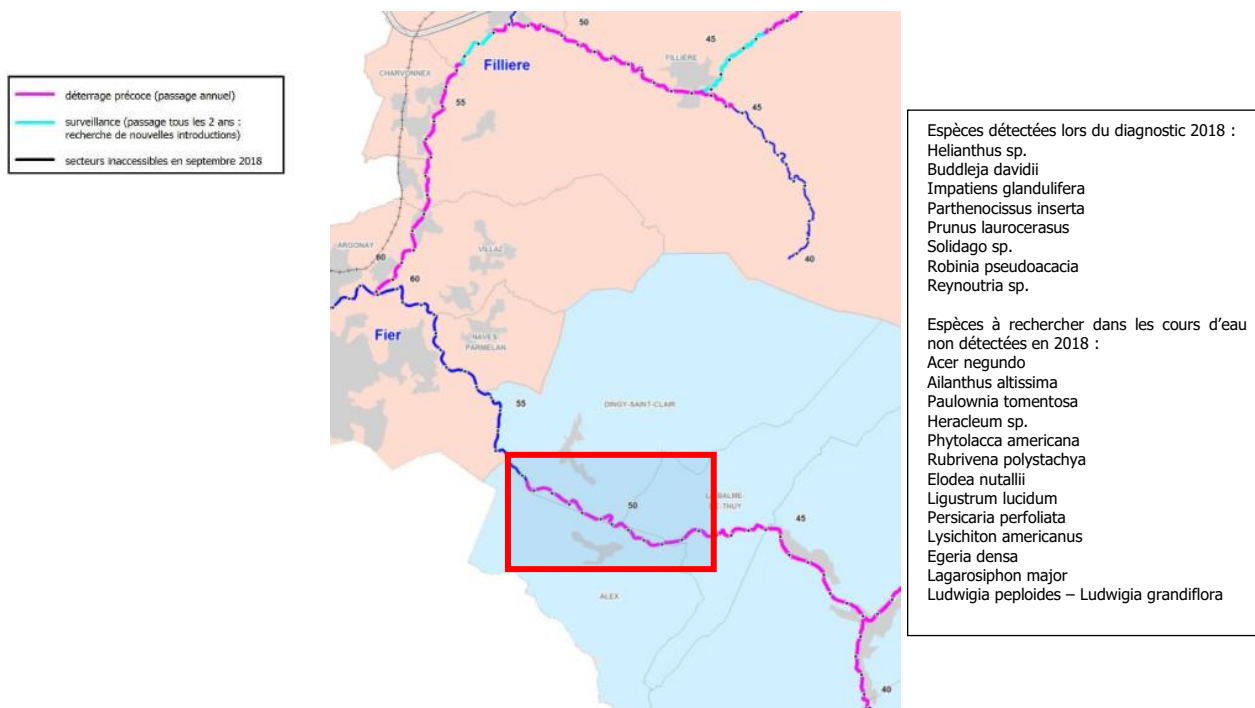 déterrage précoce (passage annuel)
surveillance (passage tous les 2 ans :
recherche de nouvelles introductions)
secteurs inaccessibles en septembre 2018
50
45
FILLIERE
Filliere
CHARVONNEX
55
45
ARGONAY
60
60
VILLAZ
40
Fier
NAVES-
PARMELAN
55
DINGY-SAINT-CLAIR
50
45
ALEX
40
Espèces détectées lors du diagnostic 2018 :
Helianthus sp.
Buddleja davidii
Impatiens glandulifera
Parthenocissus inserta
Prunus laurocerasus
Solidago sp.
Robinia pseudoacacia
Reynoutria sp.
Espèces à rechercher dans les cours d’eau
non détectées en 2018 :
Acer negundo
Ailanthus altissima
Paulownia tomentosa
Heracleum sp.
Phytolacca americana
Rubrivena polystachya
Elodea nutallii
Ligustrum lucidum
Persicaria perfoliata
Lysichiton americanus
Egeria densa
Lagarosiphon major
Ludwigia peploides – Ludwigia grandiflora